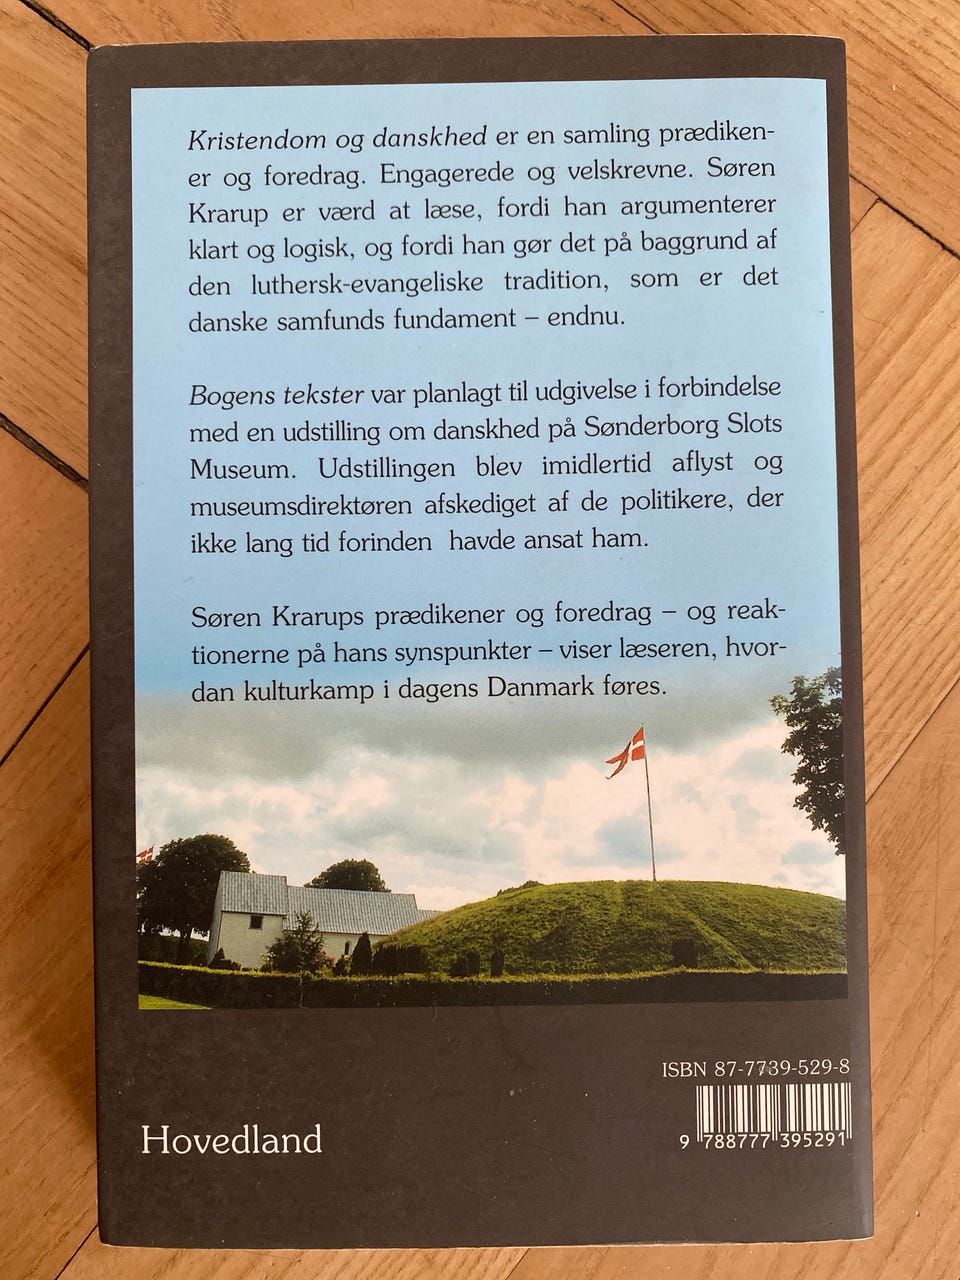 Kristendom og danskhed er en samling prædiken-
er og foredrag. Engagerede og velskrevne. Søren
Krarup er værd at læse, fordi han argumenterer
klart og logisk, og fordi han gør det på baggrund af
den luthersk-evangeliske tradition, som er det
danske samfunds fundament – endnu.
Bogens tekster var planlagt til udgivelse i forbindelse
med en udstilling om danskhed på Sønderborg Slots
Museum. Udstillingen blev imidlertid aflyst og
museumsdirektøren afskediget af de politikere, der
ikke lang tid forinden havde ansat ham.
Søren Krarups prædikener og foredrag – og reak-
tionerne på hans synspunkter – viser læseren, hvor-
dan kulturkamp i dagens Danmark føres.
ISBN 87-7739-529-8
9 788777 395291
Hovedland